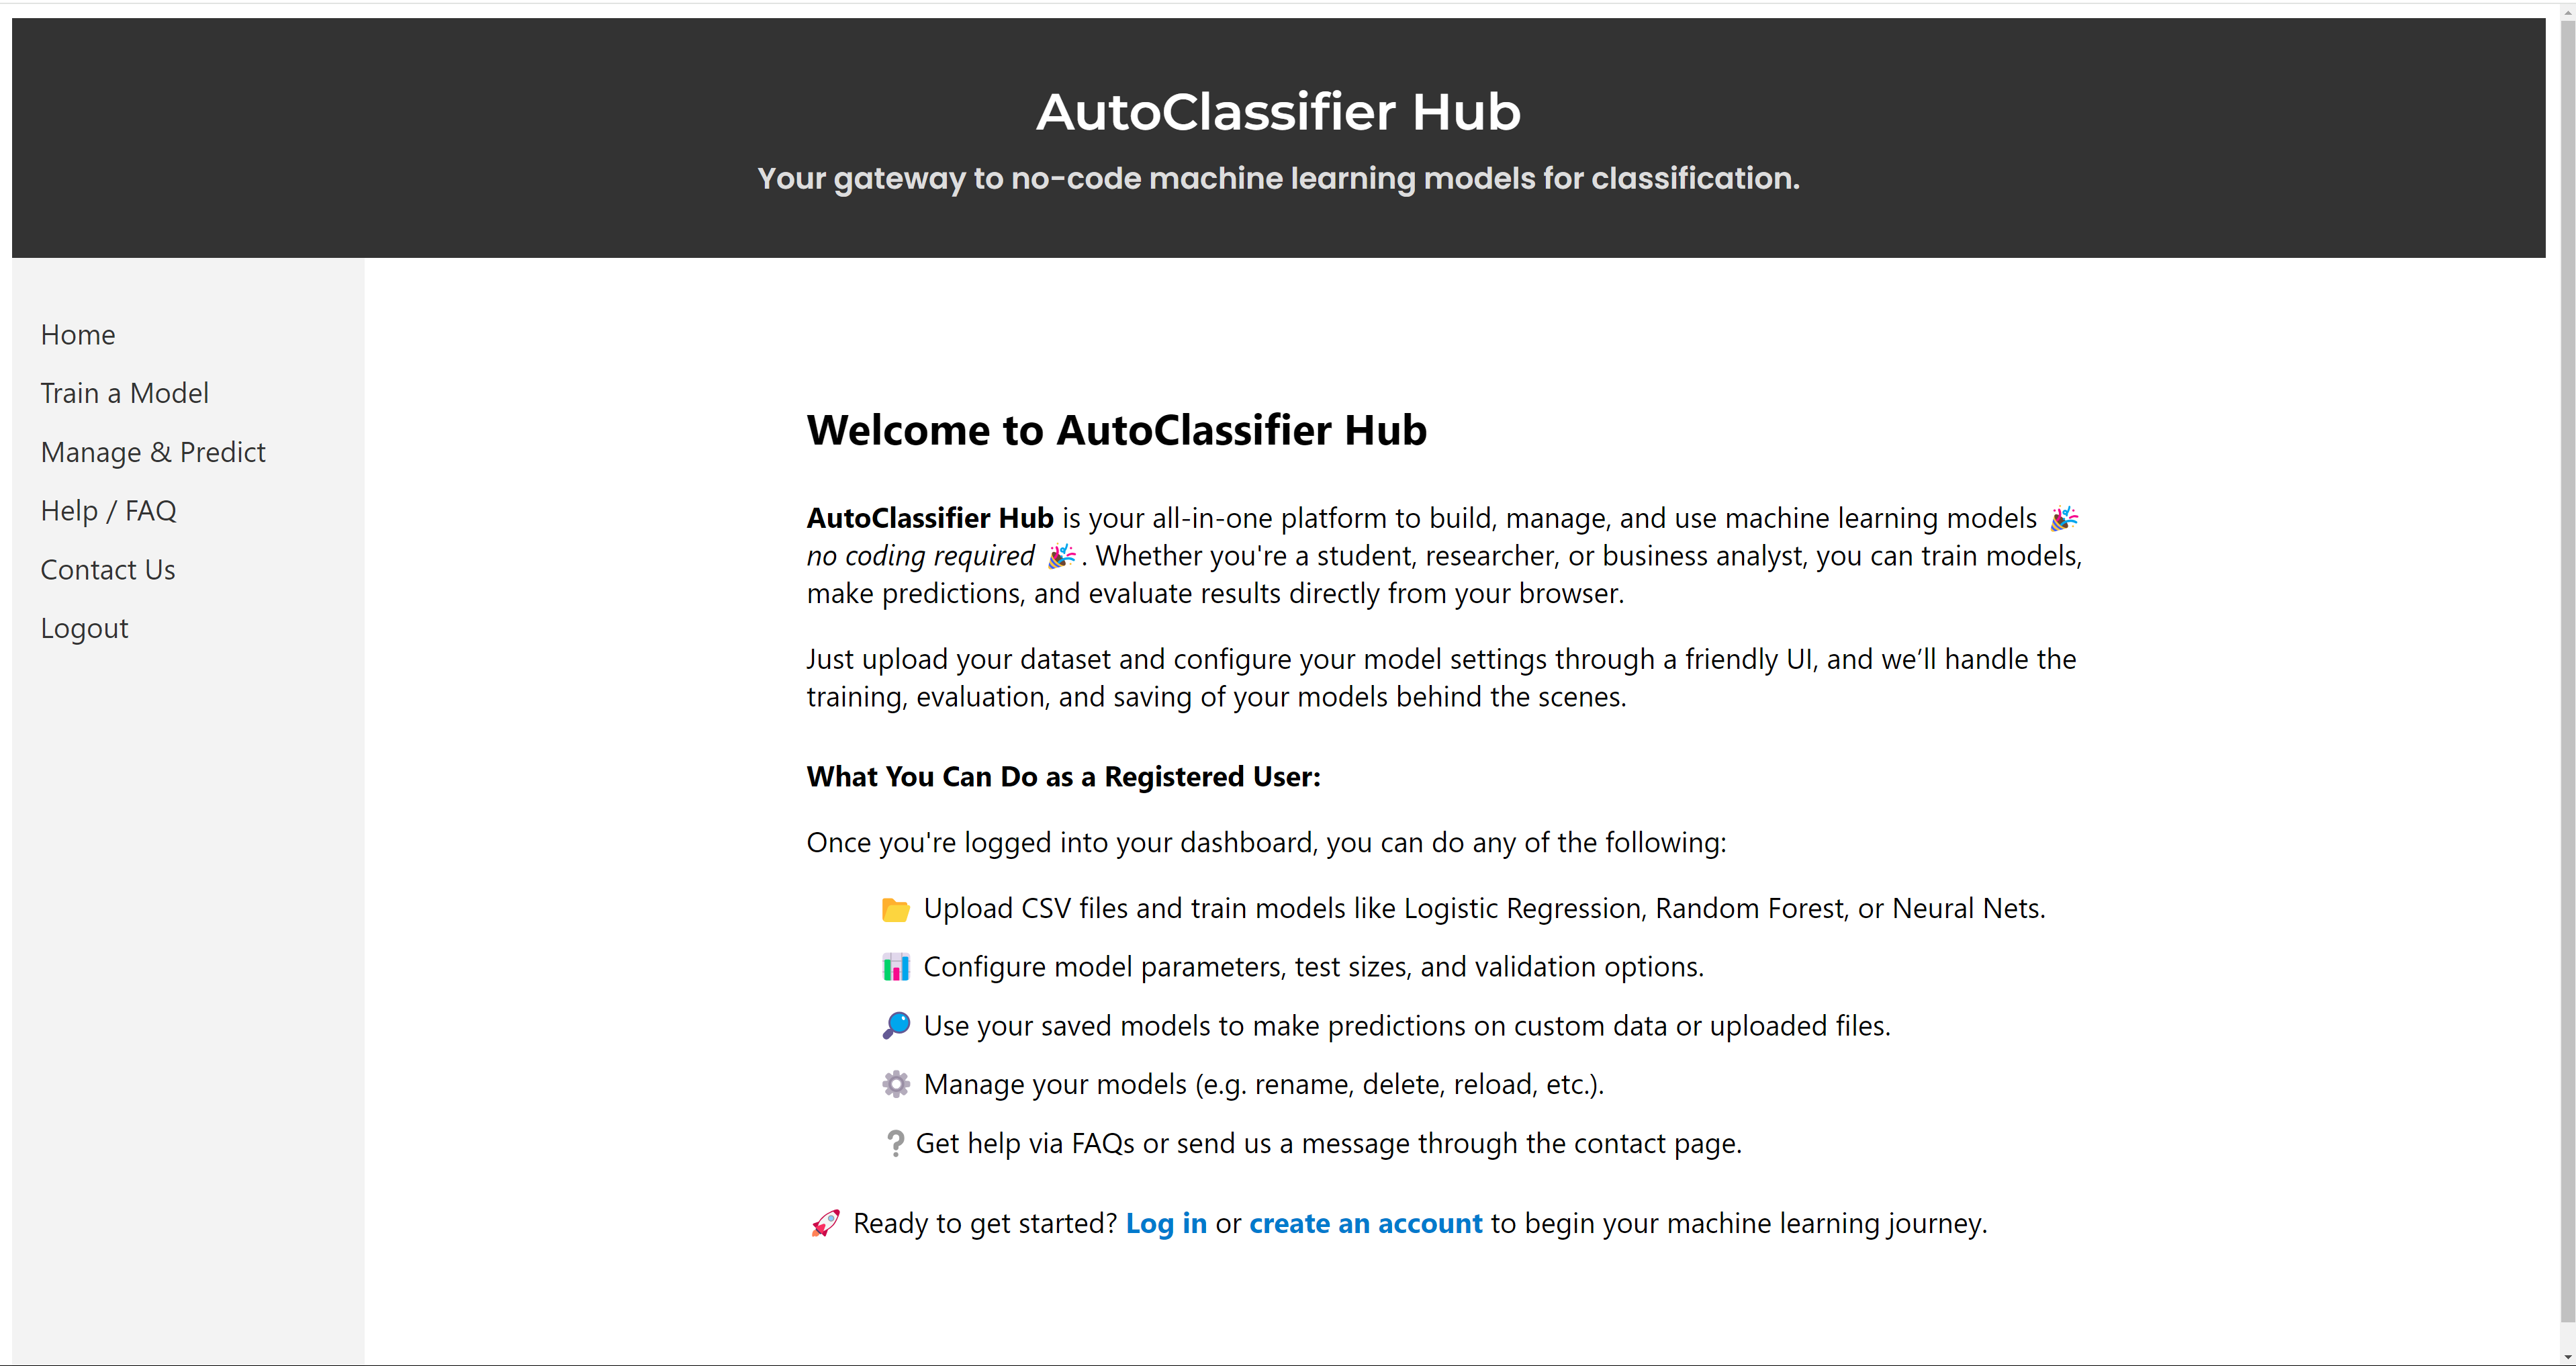 AutoClassifier Hub
Your gateway to no-code machine learning models for classification.
Home
Train a Model
Manage & Predict
Help / FAQ
Contact Us
Logout
Welcome to AutoClassifier Hub
AutoClassifier Hub is your all-in-one platform to build, manage, and use machine learning models 🎉
no coding required 🎉. Whether you're a student, researcher, or business analyst, you can train models,
make predictions, and evaluate results directly from your browser.
Just upload your dataset and configure your model settings through a friendly UI, and we’ll handle the
training, evaluation, and saving of your models behind the scenes.
What You Can Do as a Registered User:
Once you're logged into your dashboard, you can do any of the following:
📂 Upload CSV files and train models like Logistic Regression, Random Forest, or Neural Nets.
📊 Configure model parameters, test sizes, and validation options.
🔎 Use your saved models to make predictions on custom data or uploaded files.
⚙️ Manage your models (e.g. rename, delete, reload, etc.).
❔ Get help via FAQs or send us a message through the contact page.
🚀 Ready to get started? Log in or create an account to begin your machine learning journey.